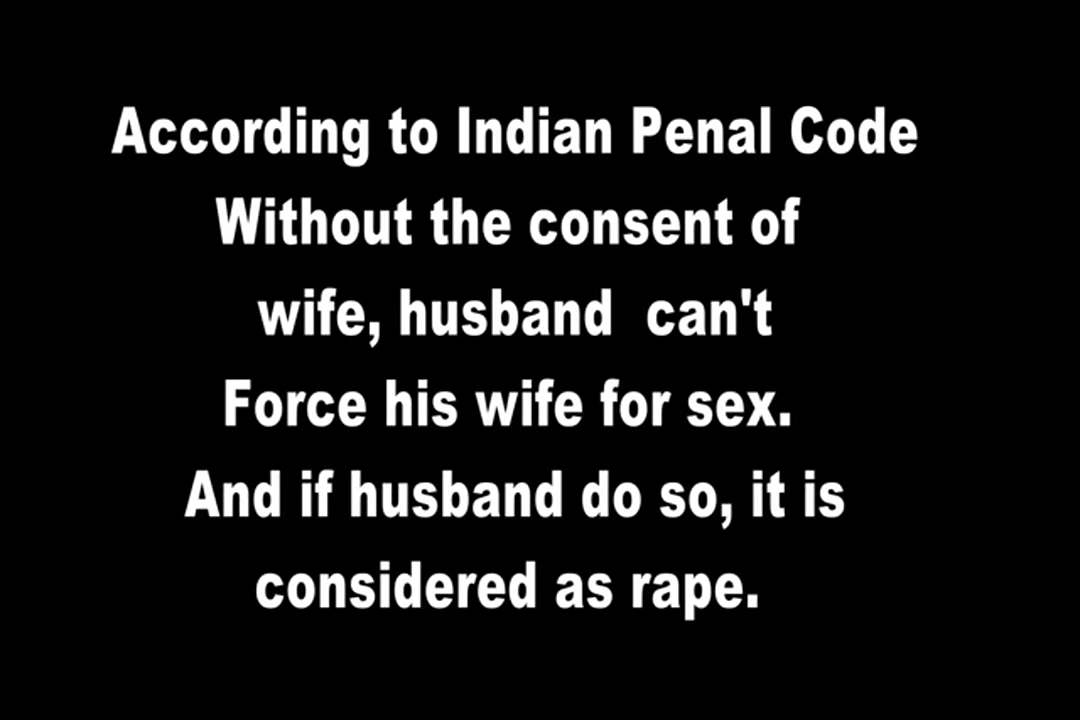 According to Indian Penal Code
Without the consent of
wife, husband can't
Force his wife for sex.
And if husband do so, it is
considered as rape.